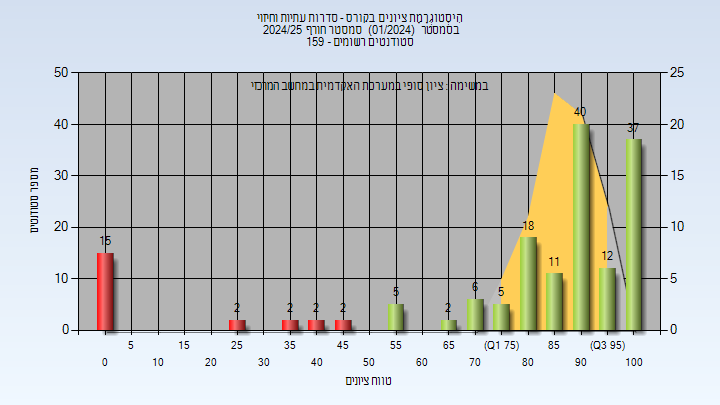 היסטוגרמת ציונים בקורס - סדרות עתיות וחיזוי
בסמסטר (01/2024) סמסטר חורף 2024/25
סטודנטים רשומים - 159
במשימה : ציון סופי במערכת האקדמית במחשב המרכזי
מספר סטודנטים
50 40 30 20 10 0
25 20 15 10 5 0
15 2 2 2 2 5 2 6 5 18 11 40 12 37
5 15 25 35 45 55 65 (Q1 75) 85 (Q3 95)
0 10 20 30 40 50 60 70 80 90 100
טווח ציונים